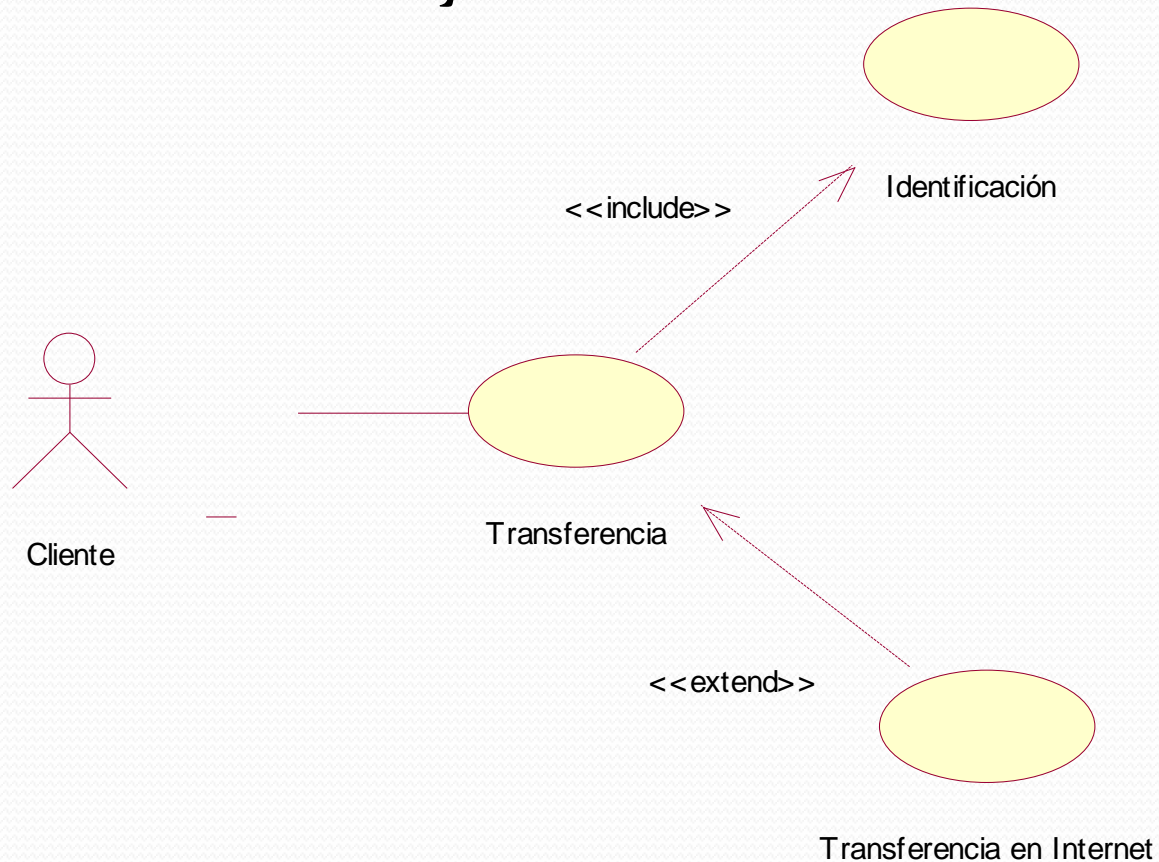 Identificación
<<include>>
Transferencia
Cliente
<<extend>>
Transferencia en Internet